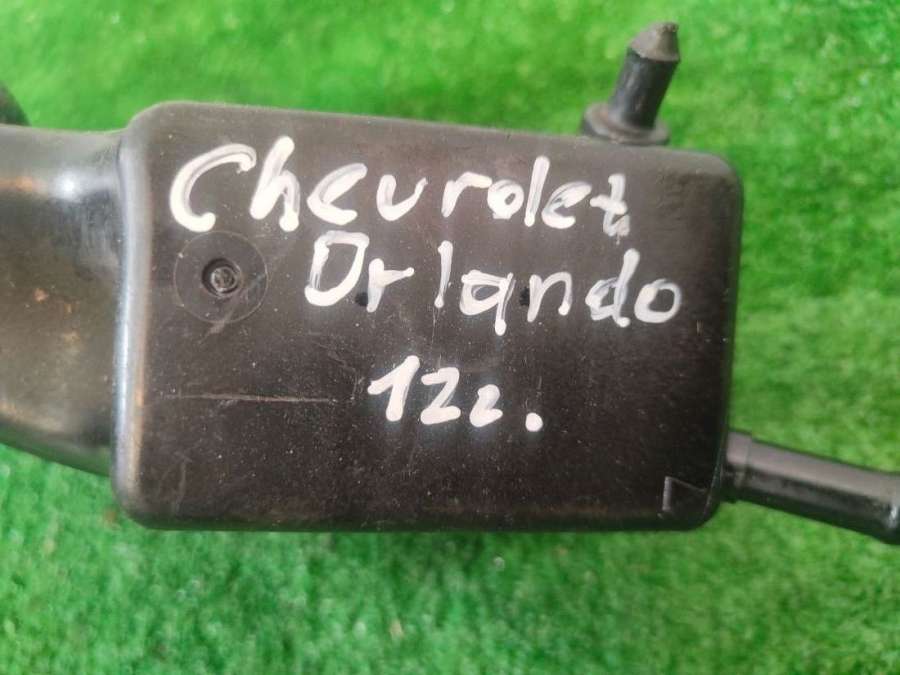 Chevrolet
Orlando
12г.